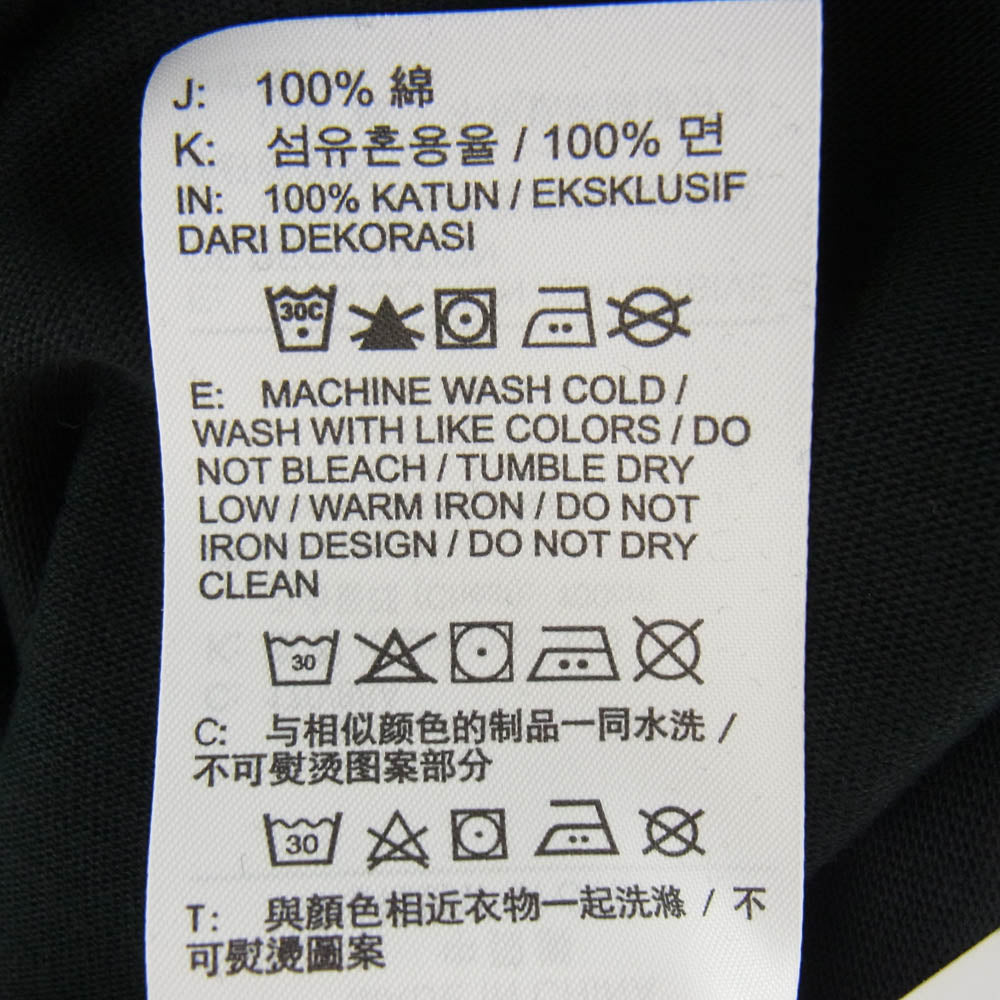 J: 100% 綿
K: 섬유혼용율 / 100% 면
IN: 100% KATUN / EKSKLUSIF
DARI DEKORASI
30C
E: MACHINE WASH COLD /
WASH WITH LIKE COLORS / DO
NOT BLEACH / TUMBLE DRY
LOW / WARM IRON / DO NOT
IRON DESIGN / DO NOT DRY
CLEAN
30
C: 与相似颜色的制品一同水洗 /
不可熨烫图案部分
30
T: 與顏色相近衣物一起洗滌 / 不
可熨燙圖案